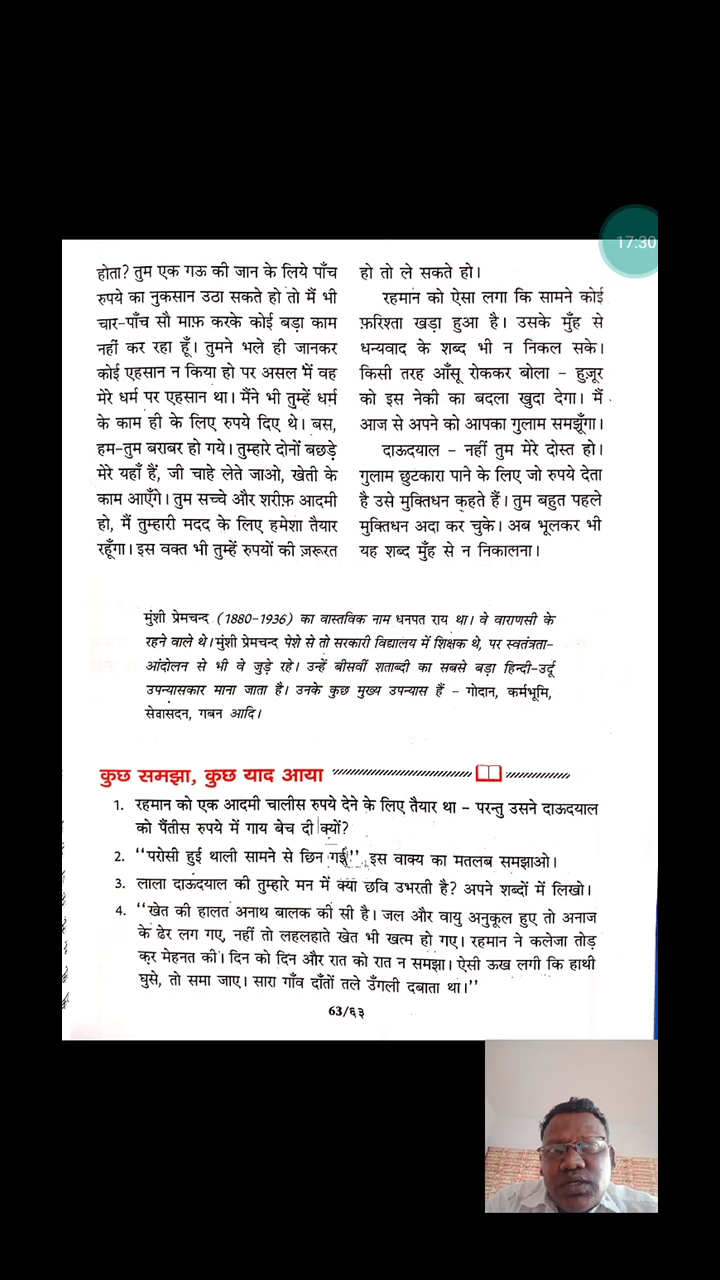 17:30
होता? तुम एक गऊ की जान के लिये पाँच
रुपये का नुकसान उठा सकते हो तो मैं भी
चार-पाँच सौ माफ़ करके कोई बड़ा काम
नहीं कर रहा हूँ। तुमने भले ही जानकर
कोई एहसान न किया हो पर असल में वह
मेरे धर्म पर एहसान था। मैंने भी तुम्हें धर्म
के काम ही के लिए रुपये दिए थे। बस,
हम-तुम बराबर हो गये। तुम्हारे दोनों बछड़े
मेरे यहाँ हैं, जी चाहे लेते जाओ, खेती के
काम आएँगे। तुम सच्चे और शरीफ़ आदमी
हो, मैं तुम्हारी मदद के लिए हमेशा तैयार
रहूँगा। इस वक्त भी तुम्हें रुपयों की ज़रूरत
हो तो ले सकते हो।
रहमान को ऐसा लगा कि सामने कोई
फ़रिश्ता खड़ा हुआ है। उसके मुँह से
धन्यवाद के शब्द भी न निकल सके।
किसी तरह आँसू रोककर बोला – हुज़ूर
को इस नेकी का बदला खुदा देगा। मैं
आज से अपने को आपका गुलाम समझूँगा।
दाऊदयाल – नहीं तुम मेरे दोस्त हो।
गुलाम छुटकारा पाने के लिए जो रुपये देता
है उसे मुक्तिधन कहते हैं। तुम बहुत पहले
मुक्तिधन अदा कर चुके। अब भूलकर भी
यह शब्द मुँह से न निकालना।
मुंशी प्रेमचन्द (1880-1936) का वास्तविक नाम धनपत राय था। वे वाराणसी के
रहने वाले थे। मुंशी प्रेमचन्द पेशे से तो सरकारी विद्यालय में शिक्षक थे, पर स्वतंत्रता-
आंदोलन से भी वे जुड़े रहे। उन्हें बीसवीं शताब्दी का सबसे बड़ा हिन्दी-उर्दू
उपन्यासकार माना जाता है। उनके कुछ मुख्य उपन्यास हैं – गोदान, कर्मभूमि,
सेवासदन, गबन आदि।
कुछ समझा, कुछ याद आया
1. रहमान को एक आदमी चालीस रुपये देने के लिए तैयार था – परन्तु उसने दाऊदयाल
को पैंतीस रुपये में गाय बेच दी क्यों?
2. "परोसी हुई थाली सामने से छिन गई!" इस वाक्य का मतलब समझाओ।
3. लाला दाऊदयाल की तुम्हारे मन में क्या छवि उभरती है? अपने शब्दों में लिखो।
4. "खेत की हालत अनाथ बालक की सी है। जल और वायु अनुकूल हुए तो अनाज
के ढेर लग गए, नहीं तो लहलहाते खेत भी खत्म हो गए। रहमान ने कलेजा तोड़
कर मेहनत की। दिन को दिन और रात को रात न समझा। ऐसी ऊख लगी कि हाथी
घुसे, तो समा जाए। सारा गाँव दाँतों तले उँगली दबाता था।"
63/६३